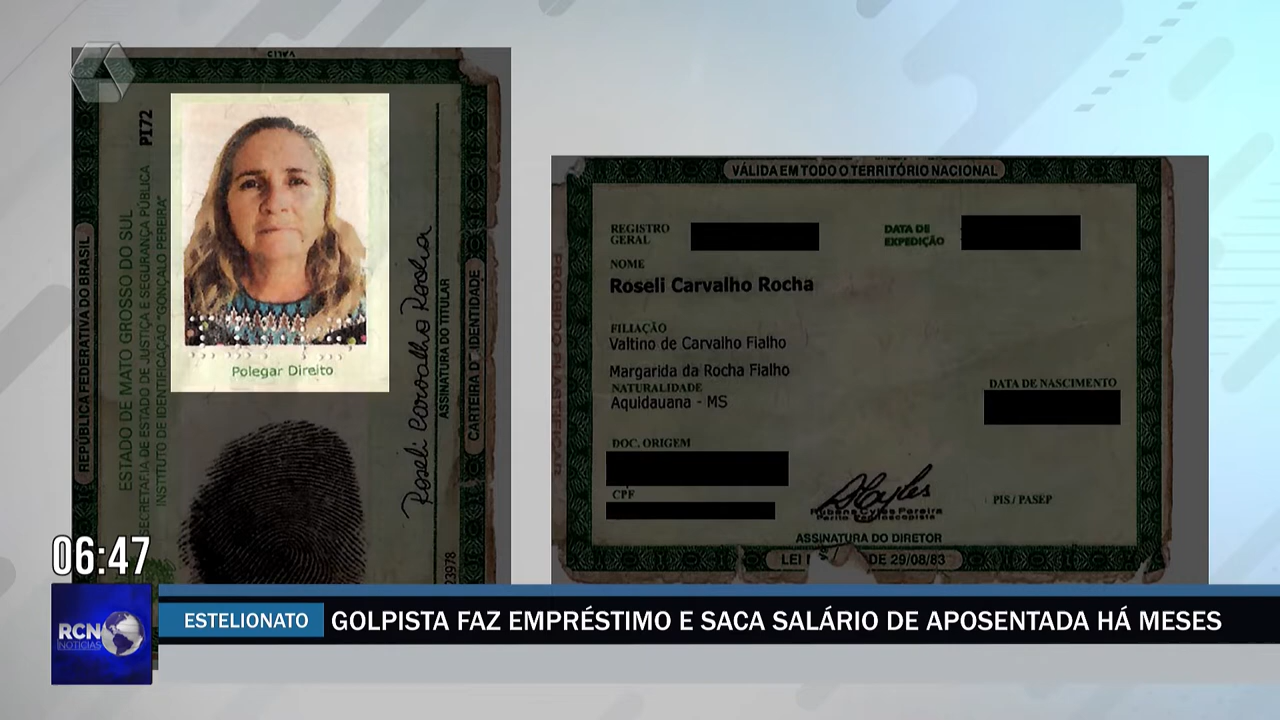 VÁLIDA EM TODO O TERRITÓRIO NACIONAL
REPÚBLICA FEDERATIVA DO BRASIL
ESTADO DE MATO GROSSO DO SUL
SECRETARIA DE ESTADO DE JUSTIÇA E SEGURANÇA PÚBLICA
INSTITUTO DE IDENTIFICAÇÃO "GONÇALO PEREIRA"
PI72
Polegar Direito
Roseli Carvalho Rocha
ASSINATURA DO TITULAR
CARTEIRA DE IDENTIDADE
REGISTRO
GERAL
DATA DE
EXPEDIÇÃO
NOME
Roseli Carvalho Rocha
FILIAÇÃO
Valtino de Carvalho Fialho
Margarida da Rocha Fialho
NATURALIDADE
Aquidauana - MS
DATA DE NASCIMENTO
DOC. ORIGEM
CPF
PIS / PASEP
ASSINATURA DO DIRETOR
LEI
DE 29/08/83
PROIBIDO PLASTIFICAR
06:47
RCN
NOTÍCIAS
ESTELIONATO
GOLPISTA FAZ EMPRÉSTIMO E SACA SALÁRIO DE APOSENTADA HÁ MESES